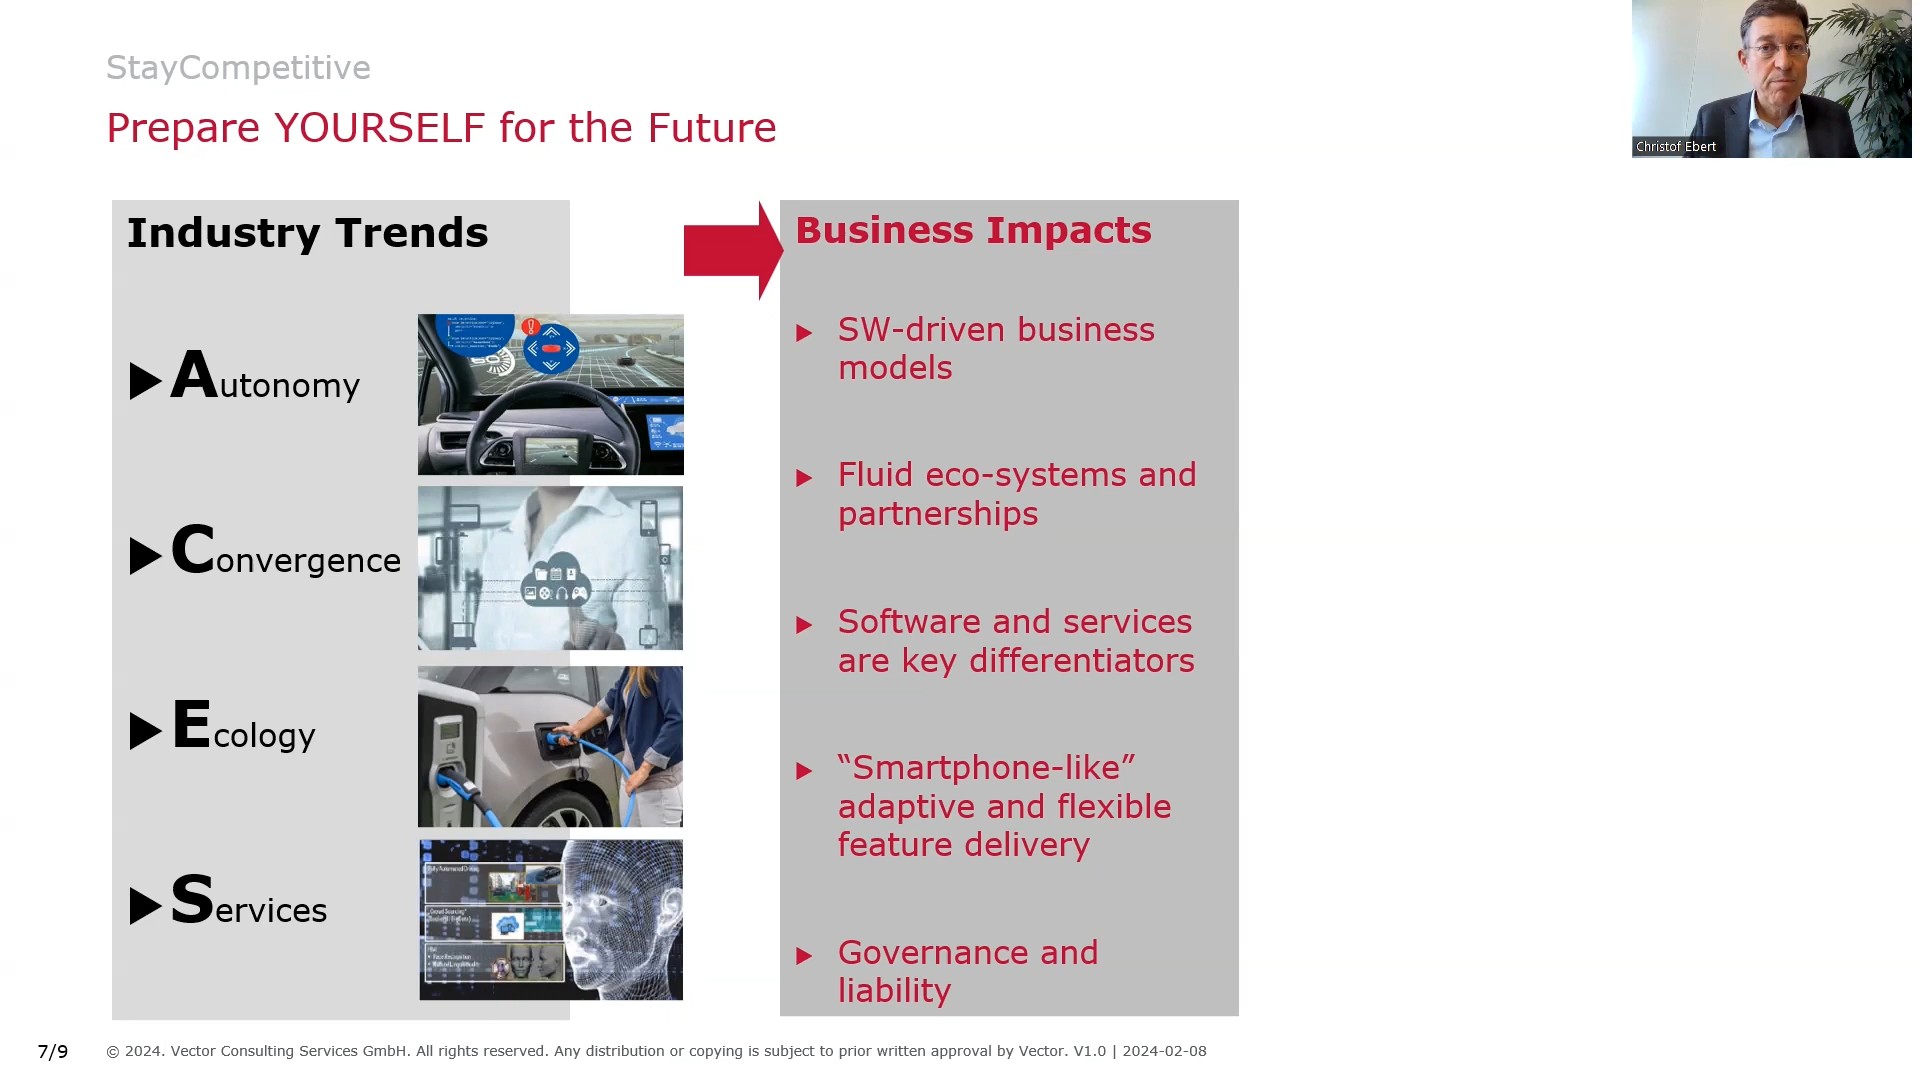 StayCompetitive
Prepare YOURSELF for the Future
Christof Ebert
Industry Trends
Autonomy
Convergence
Ecology
Services
Business Impacts
SW-driven business
models
Fluid eco-systems and
partnerships
Software and services
are key differentiators
“Smartphone-like”
adaptive and flexible
feature delivery
Governance and
liability
7/9
© 2024. Vector Consulting Services GmbH. All rights reserved. Any distribution or copying is subject to prior written approval by Vector. V1.0 | 2024-02-08